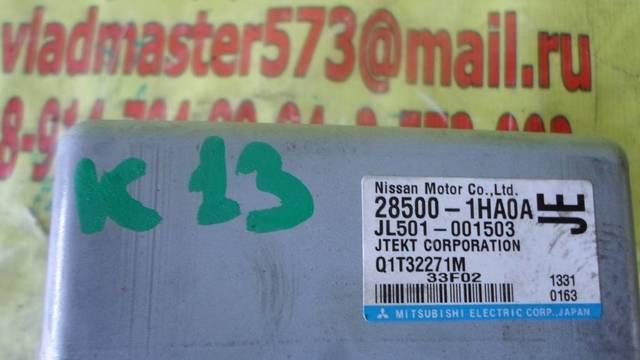 vladmaster573@mail.ru
K 13
Nissan Motor Co.,Ltd.
28500-1HA0A JE
JL501-001503
JTEKT CORPORATION
Q1T32271M
33F02
1331
0163
MITSUBISHI ELECTRIC CORP.,JAPAN